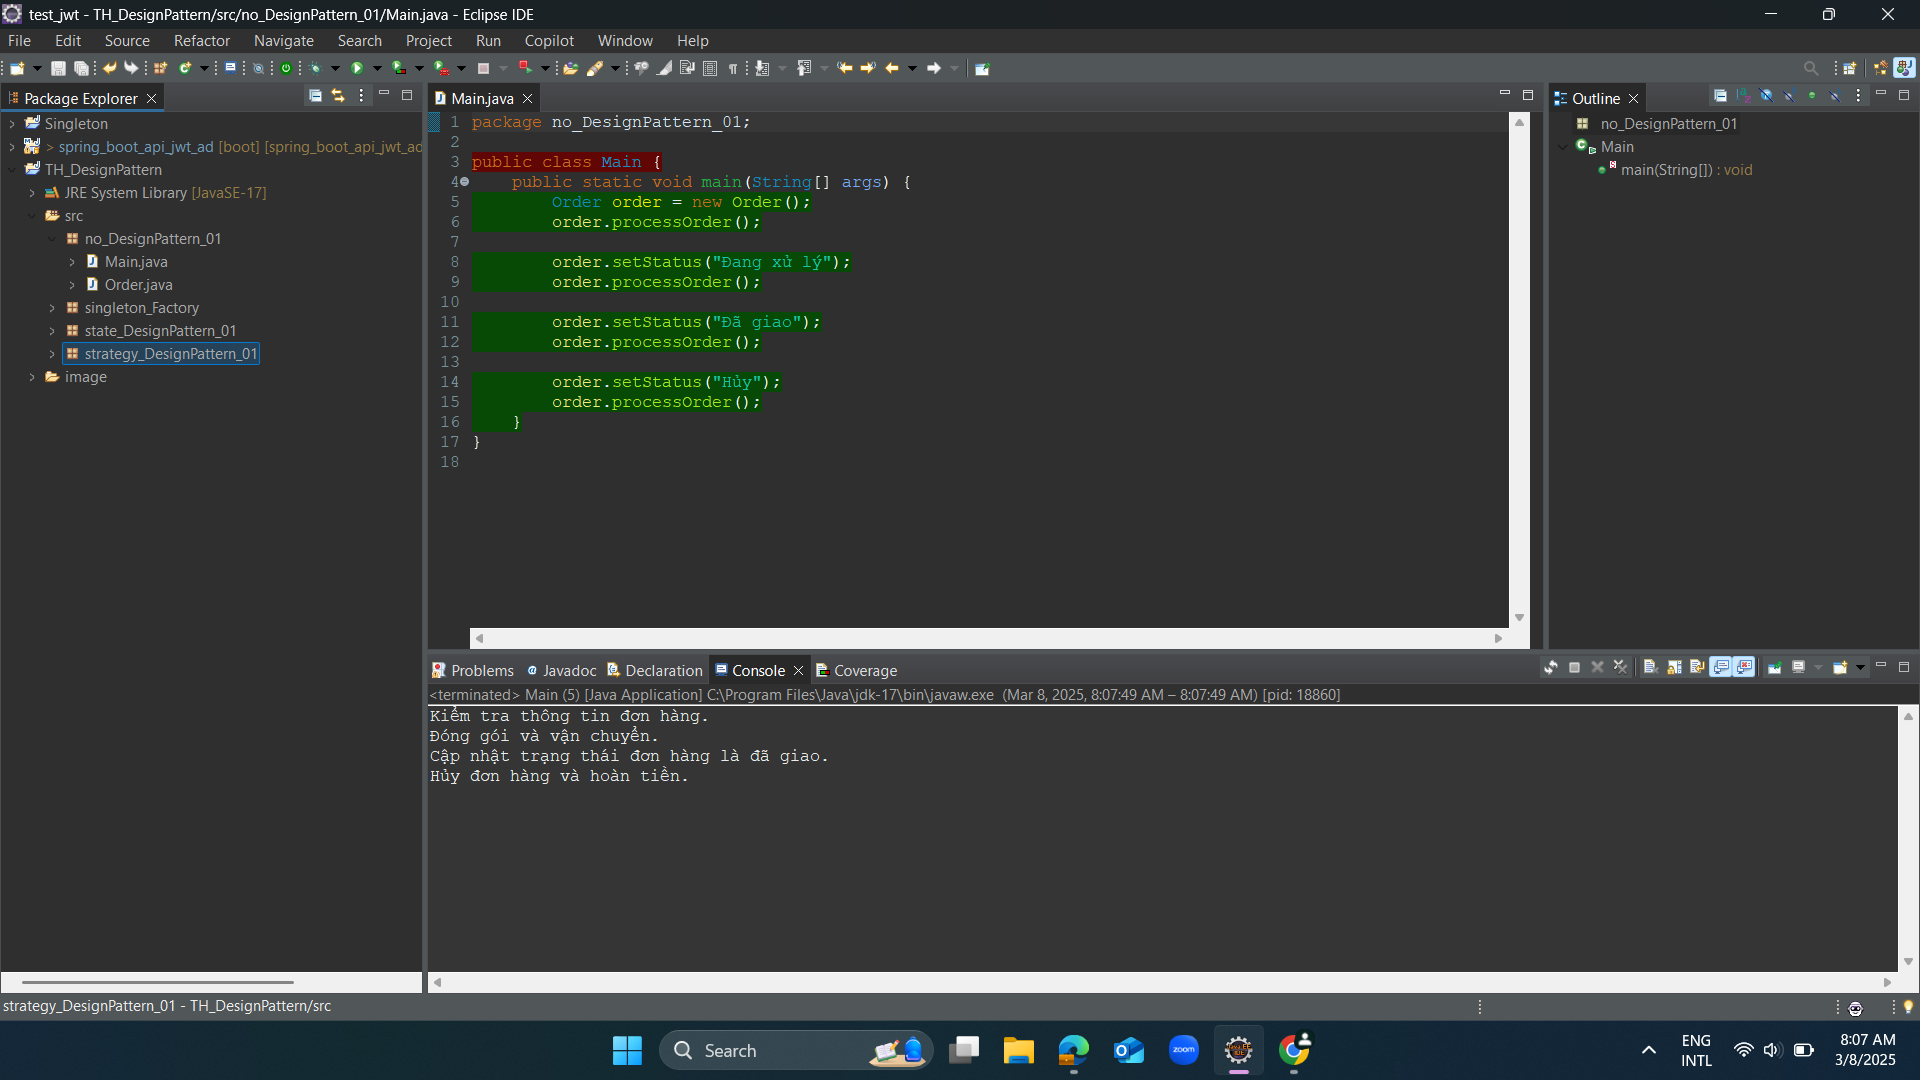 test_jwt - TH_DesignPattern/src/no_DesignPattern_01/Main.java - Eclipse IDE
File Edit Source Refactor Navigate Search Project Run Copilot Window Help
Package Explorer
Singleton
> spring_boot_api_jwt_ad [boot] [spring_boot_api_jwt_ad
TH_DesignPattern
JRE System Library [JavaSE-17]
src
no_DesignPattern_01
Main.java
Order.java
singleton_Factory
state_DesignPattern_01
strategy_DesignPattern_01
image
Main.java
1 package no_DesignPattern_01;
2
3 public class Main {
4 public static void main(String[] args) {
5 Order order = new Order();
6 order.processOrder();
7
8 order.setStatus("Đang xử lý");
9 order.processOrder();
10
11 order.setStatus("Đã giao");
12 order.processOrder();
13
14 order.setStatus("Hủy");
15 order.processOrder();
16 }
17 }
18
Outline
no_DesignPattern_01
Main
main(String[]) : void
Problems Javadoc Declaration Console Coverage
<terminated> Main (5) [Java Application] C:\Program Files\Java\jdk-17\bin\javaw.exe (Mar 8, 2025, 8:07:49 AM – 8:07:49 AM) [pid: 18860]
Kiểm tra thông tin đơn hàng.
Đóng gói và vận chuyển.
Cập nhật trạng thái đơn hàng là đã giao.
Hủy đơn hàng và hoàn tiền.
strategy_DesignPattern_01 - TH_DesignPattern/src
Search
zoom
ENG
INTL
8:07 AM
3/8/2025